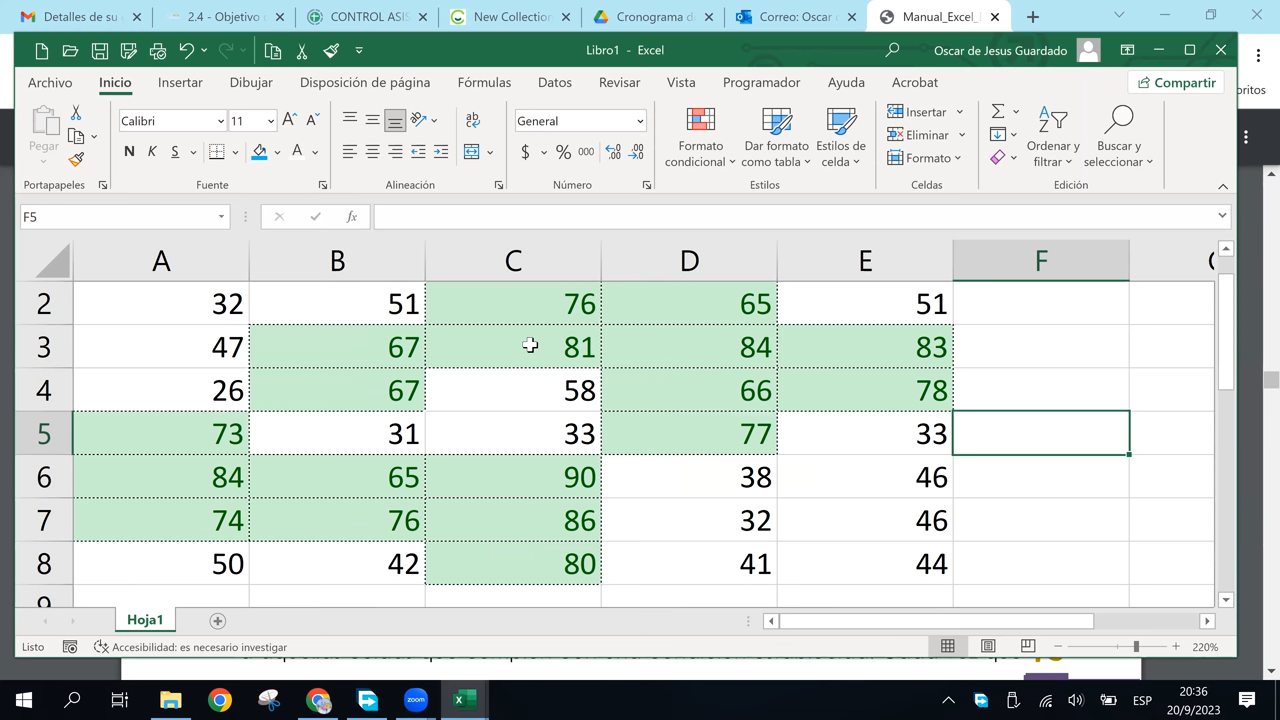 Detalles de su
2.4 - Objetivo
CONTROL ASIS
New Collection
Cronograma de
Correo: Oscar
Manual_Excel_
Libro1 - Excel
Oscar de Jesus Guardado
Archivo
Inicio
Insertar
Dibujar
Disposición de página
Fórmulas
Datos
Revisar
Vista
Programador
Ayuda
Acrobat
Compartir
oritos
Pegar
Portapapeles
Calibri
11
N
K
S
Fuente
Alineación
General
$
%
000
Número
Formato
condicional
Dar formato
como tabla
Estilos de
celda
Estilos
Insertar
Eliminar
Formato
Celdas
Ordenar y
filtrar
Buscar y
seleccionar
Edición
F5
fx
A B C D E F
2 32 51 76 65 51
3 47 67 81 84 83
4 26 67 58 66 78
5 73 31 33 77 33
6 84 65 90 38 46
7 74 76 86 32 46
8 50 42 80 41 44
9
Hoja1
Listo
Accesibilidad: es necesario investigar
220%
zoom
ESP
20:36
20/9/2023